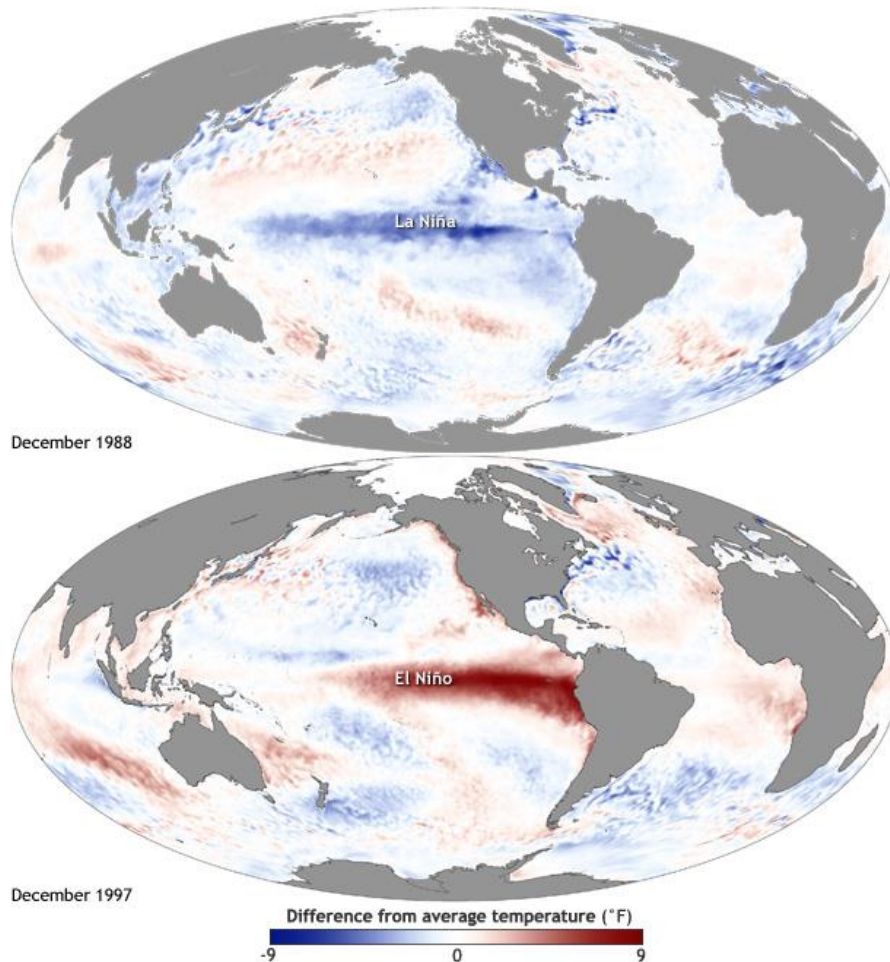 La Niña
December 1988
El Niño
December 1997
Difference from average temperature (°F)
-9 0 9